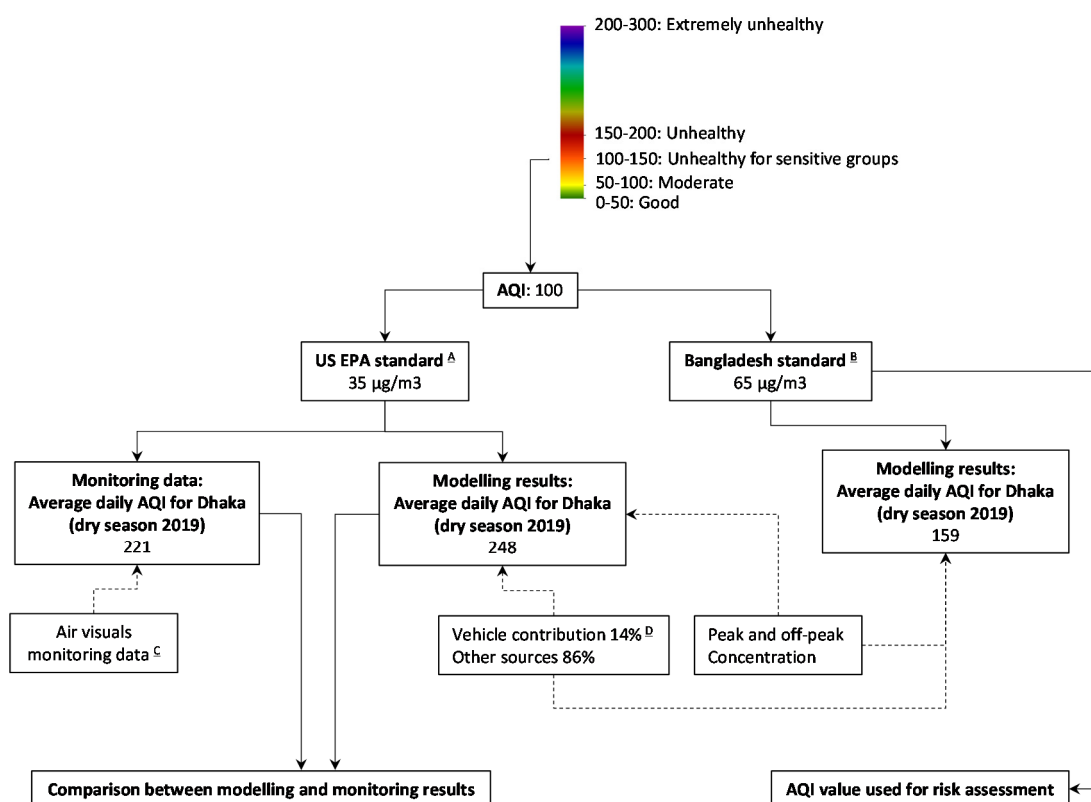 200-300: Extremely unhealthy
150-200: Unhealthy
100-150: Unhealthy for sensitive groups
50-100: Moderate
0-50: Good
AQI: 100
US EPA standard A
35 µg/m3
Bangladesh standard B
65 µg/m3
Monitoring data:
Average daily AQI for Dhaka
(dry season 2019)
221
Modelling results:
Average daily AQI for Dhaka
(dry season 2019)
248
Modelling results:
Average daily AQI for Dhaka
(dry season 2019)
159
Air visuals
monitoring data C
Vehicle contribution 14% D
Other sources 86%
Peak and off-peak
Concentration
Comparison between modelling and monitoring results
AQI value used for risk assessment